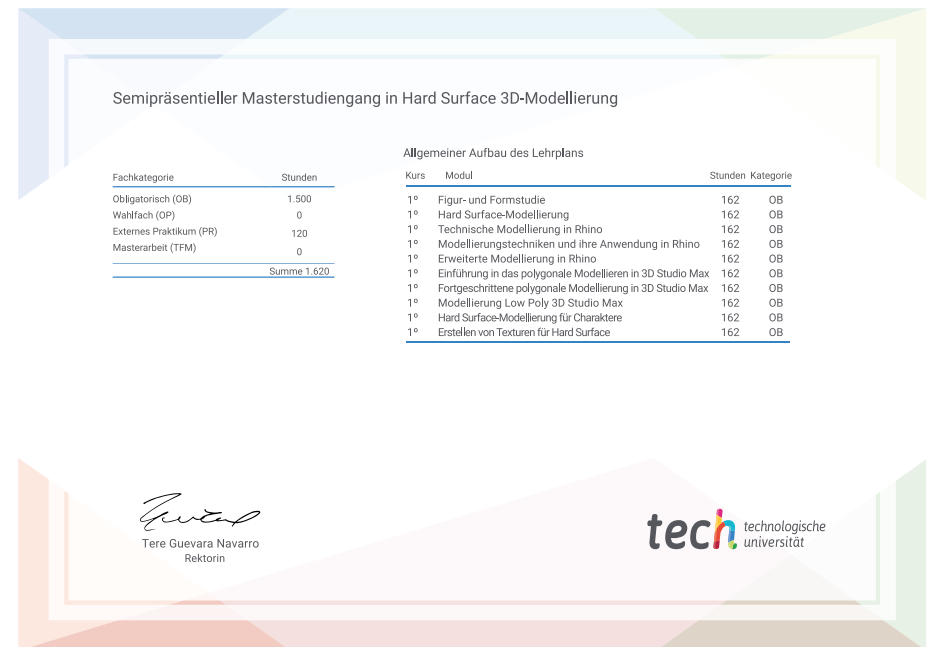 Semipräsentieller Masterstudiengang in Hard Surface 3D-Modellierung
Fachkategorie Stunden
Obligatorisch (OB) 1.500
Wahlfach (OP) 0
Externes Praktikum (PR) 120
Masterarbeit (TFM) 0
Summe 1.620
Allgemeiner Aufbau des Lehrplans
Kurs Modul Stunden Kategorie
1º Figur- und Formstudie 162 OB
1º Hard Surface-Modellierung 162 OB
1º Technische Modellierung in Rhino 162 OB
1º Modellierungstechniken und ihre Anwendung in Rhino 162 OB
1º Erweiterte Modellierung in Rhino 162 OB
1º Einführung in das polygonale Modellieren in 3D Studio Max 162 OB
1º Fortgeschrittene polygonale Modellierung in 3D Studio Max 162 OB
1º Modellierung Low Poly 3D Studio Max 162 OB
1º Hard Surface-Modellierung für Charaktere 162 OB
1º Erstellen von Texturen für Hard Surface 162 OB
Tere Guevara Navarro
Rektorin
tech technologische
universität